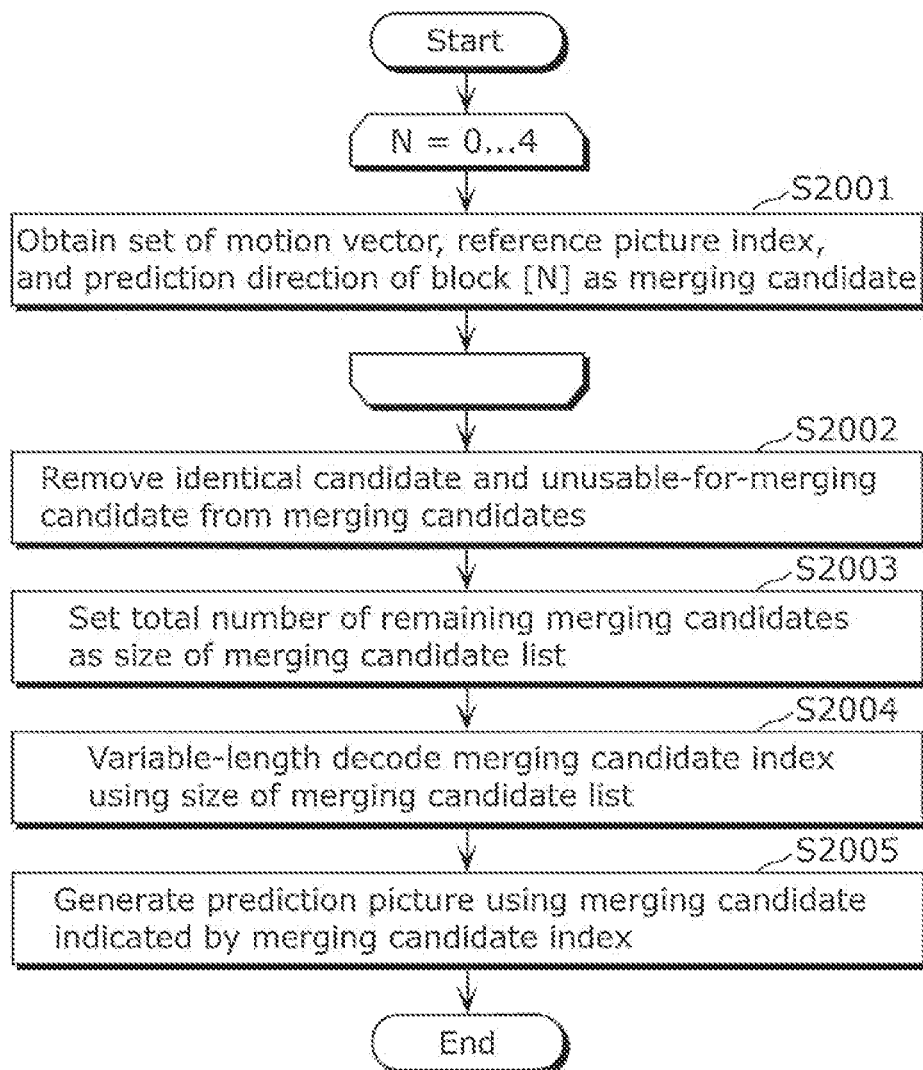 Start
N = 0...4
S2001
Obtain set of motion vector, reference picture index,
and prediction direction of block [N] as merging candidate
S2002
Remove identical candidate and unusable-for-merging
candidate from merging candidates
S2003
Set total number of remaining merging candidates
as size of merging candidate list
S2004
Variable-length decode merging candidate index
using size of merging candidate list
S2005
Generate prediction picture using merging candidate
indicated by merging candidate index
End